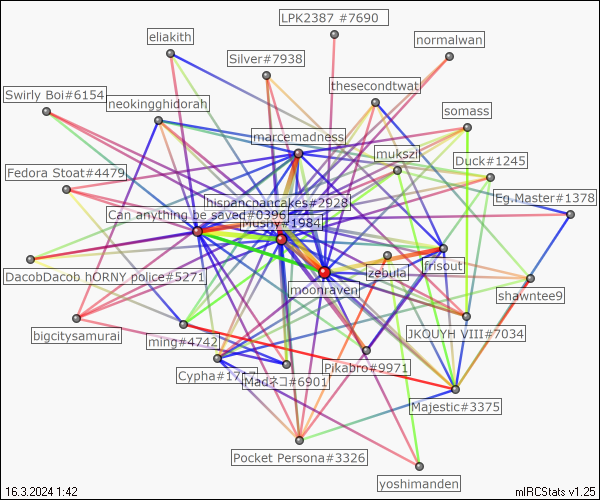 LPK2387 #7690
eliakith
normalwan
Silver#7938
thesecondtwat
Swirly Boi#6154
neokingghidorah
somass
marcemadness
mukszi
Duck#1245
Fedora Stoat#4479
Eg.Master#1378
hispancpancakes#2928
Can anything be saved#0396
Mushy#1984
frisout
zebula
DacobDacob hORNY police#5271
moonraven
shawntee9
bigcitysamurai
ming#4742
JKOUYH VIII#7034
Pikabro#9971
Madネコ#6901
Majestic#3375
Pocket Persona#3326
yoshimanden
16.3.2024 1:42
mIRCStats v1.25